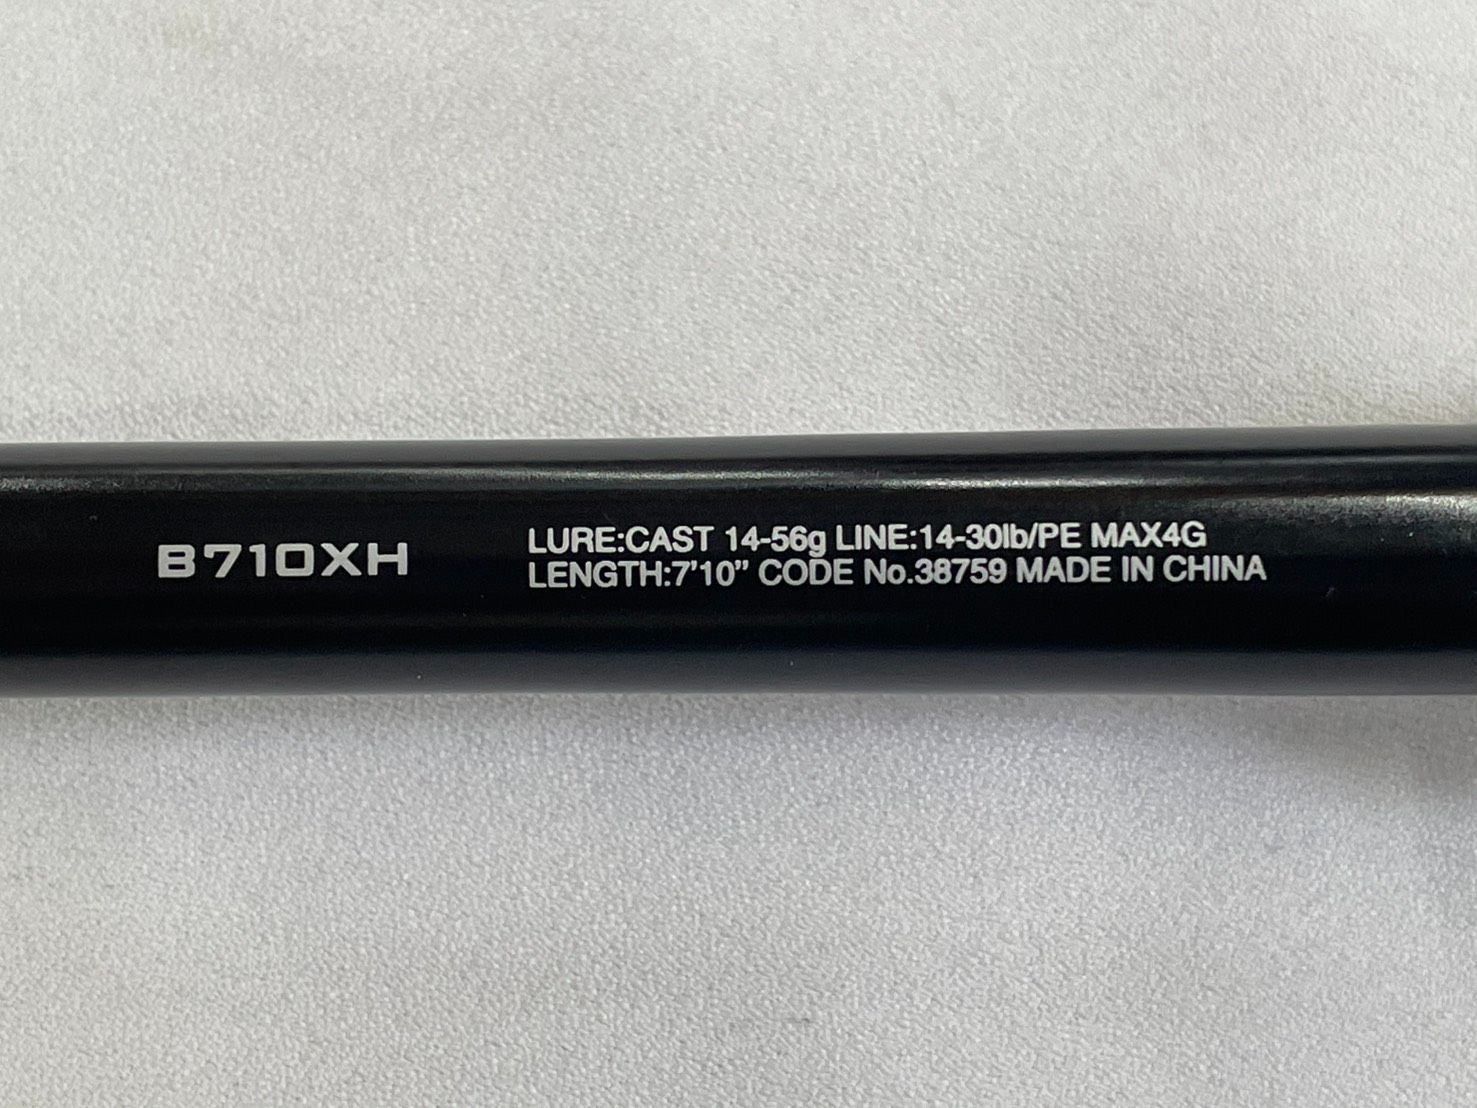 B710XH
LURE:CAST 14-56g LINE:14-30lb/PE MAX4G
LENGTH:7'10" CODE No.38759 MADE IN CHINA